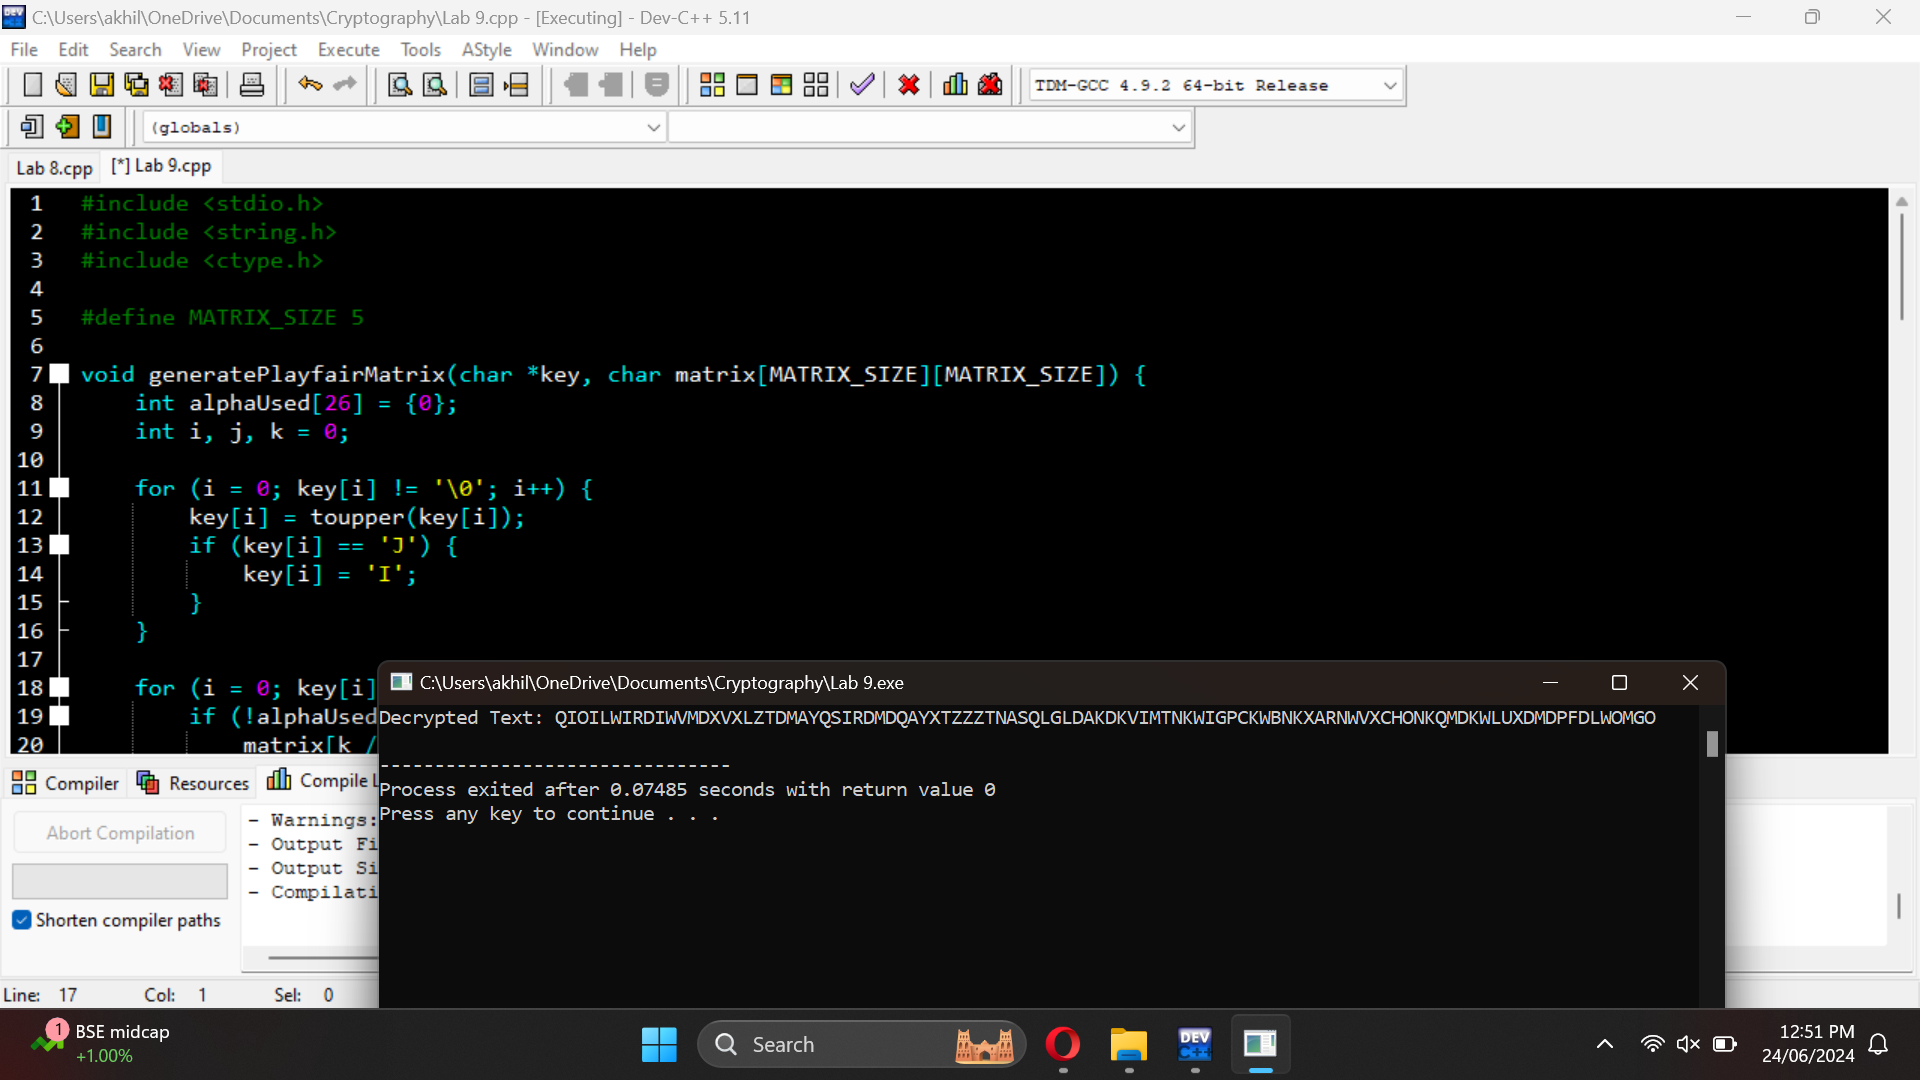 C:\Users\akhil\OneDrive\Documents\Cryptography\Lab 9.cpp - [Executing] - Dev-C++ 5.11
File Edit Search View Project Execute Tools AStyle Window Help
TDM-GCC 4.9.2 64-bit Release
(globals)
Lab 8.cpp [*] Lab 9.cpp
1 #include <stdio.h>
2 #include <string.h>
3 #include <ctype.h>
4
5 #define MATRIX_SIZE 5
6
7 void generatePlayfairMatrix(char *key, char matrix[MATRIX_SIZE][MATRIX_SIZE]) {
8 int alphaUsed[26] = {0};
9 int i, j, k = 0;
10
11 for (i = 0; key[i] != '\0'; i++) {
12 key[i] = toupper(key[i]);
13 if (key[i] == 'J') {
14 key[i] = 'I';
15 }
16 }
17
18 for (i = 0; key[i]
19 if (!alphaUsed
20 matrix[k /
C:\Users\akhil\OneDrive\Documents\Cryptography\Lab 9.exe
Decrypted Text: QIOILWIRDIWVMDXVXLZTDMAYQSIRDMDQAYXTZZZTNASQLGLDAKDKVIMTNKWIGPCKWBNKXARNWVXCHONKQMDKWLUXDMDPFDLWOMGO
--------------------------------
Process exited after 0.07485 seconds with return value 0
Press any key to continue . . .
Compiler Resources Compile L
Abort Compilation
Shorten compiler paths
- Warnings:
- Output Fi
- Output Si
- Compilati
Line: 17 Col: 1 Sel: 0
1 BSE midcap
+1.00%
Search
DEV C++
12:51 PM
24/06/2024